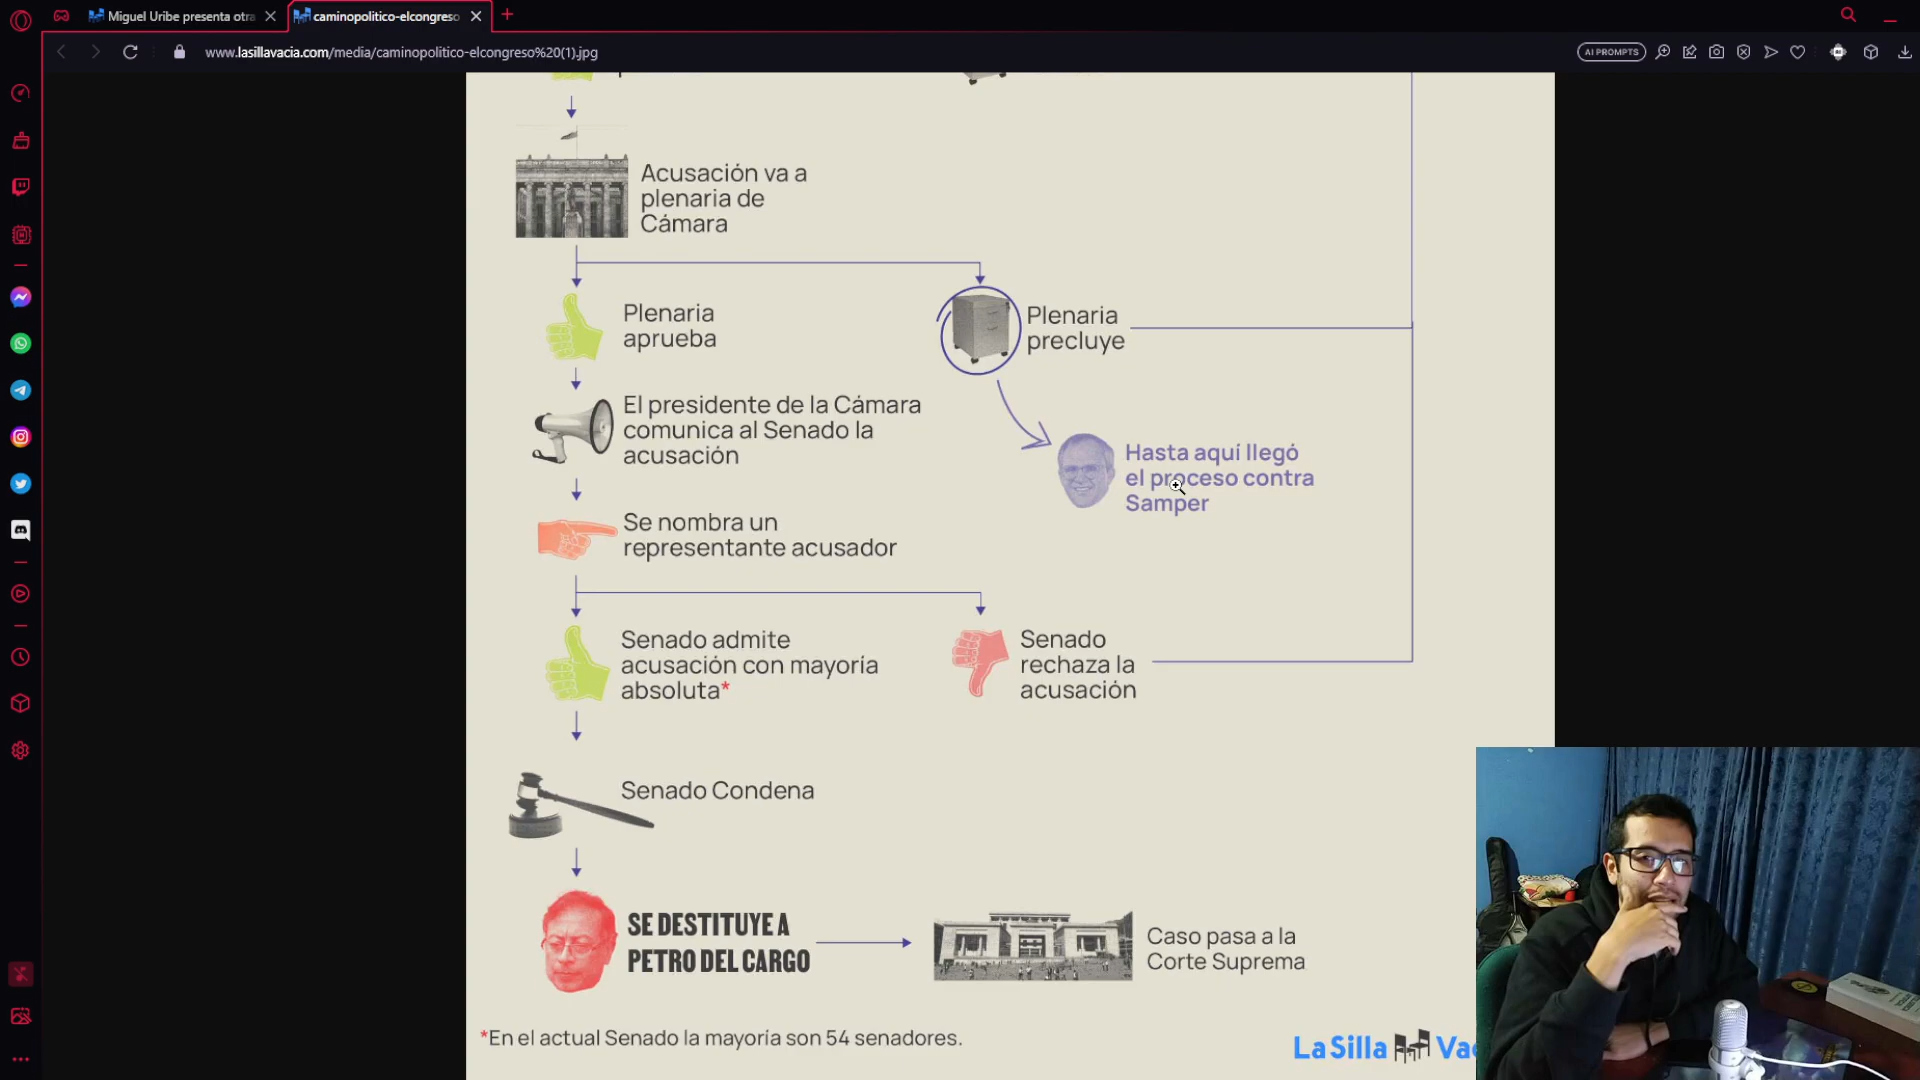 Miguel Uribe presenta otra
caminopolitico-elcongreso
www.lasillavacia.com/media/caminopolitico-elcongreso%20(1).jpg
AI PROMPTS
Acusación va a
plenaria de
Cámara
Plenaria
aprueba
Plenaria
precluye
El presidente de la Cámara
comunica al Senado la
acusación
Hasta aquí llegó
el proceso contra
Samper
Se nombra un
representante acusador
Senado admite
acusación con mayoría
absoluta*
Senado
rechaza la
acusación
Senado Condena
SE DESTITUYE A
PETRO DEL CARGO
Caso pasa a la
Corte Suprema
*En el actual Senado la mayoría son 54 senadores.
La Silla Va